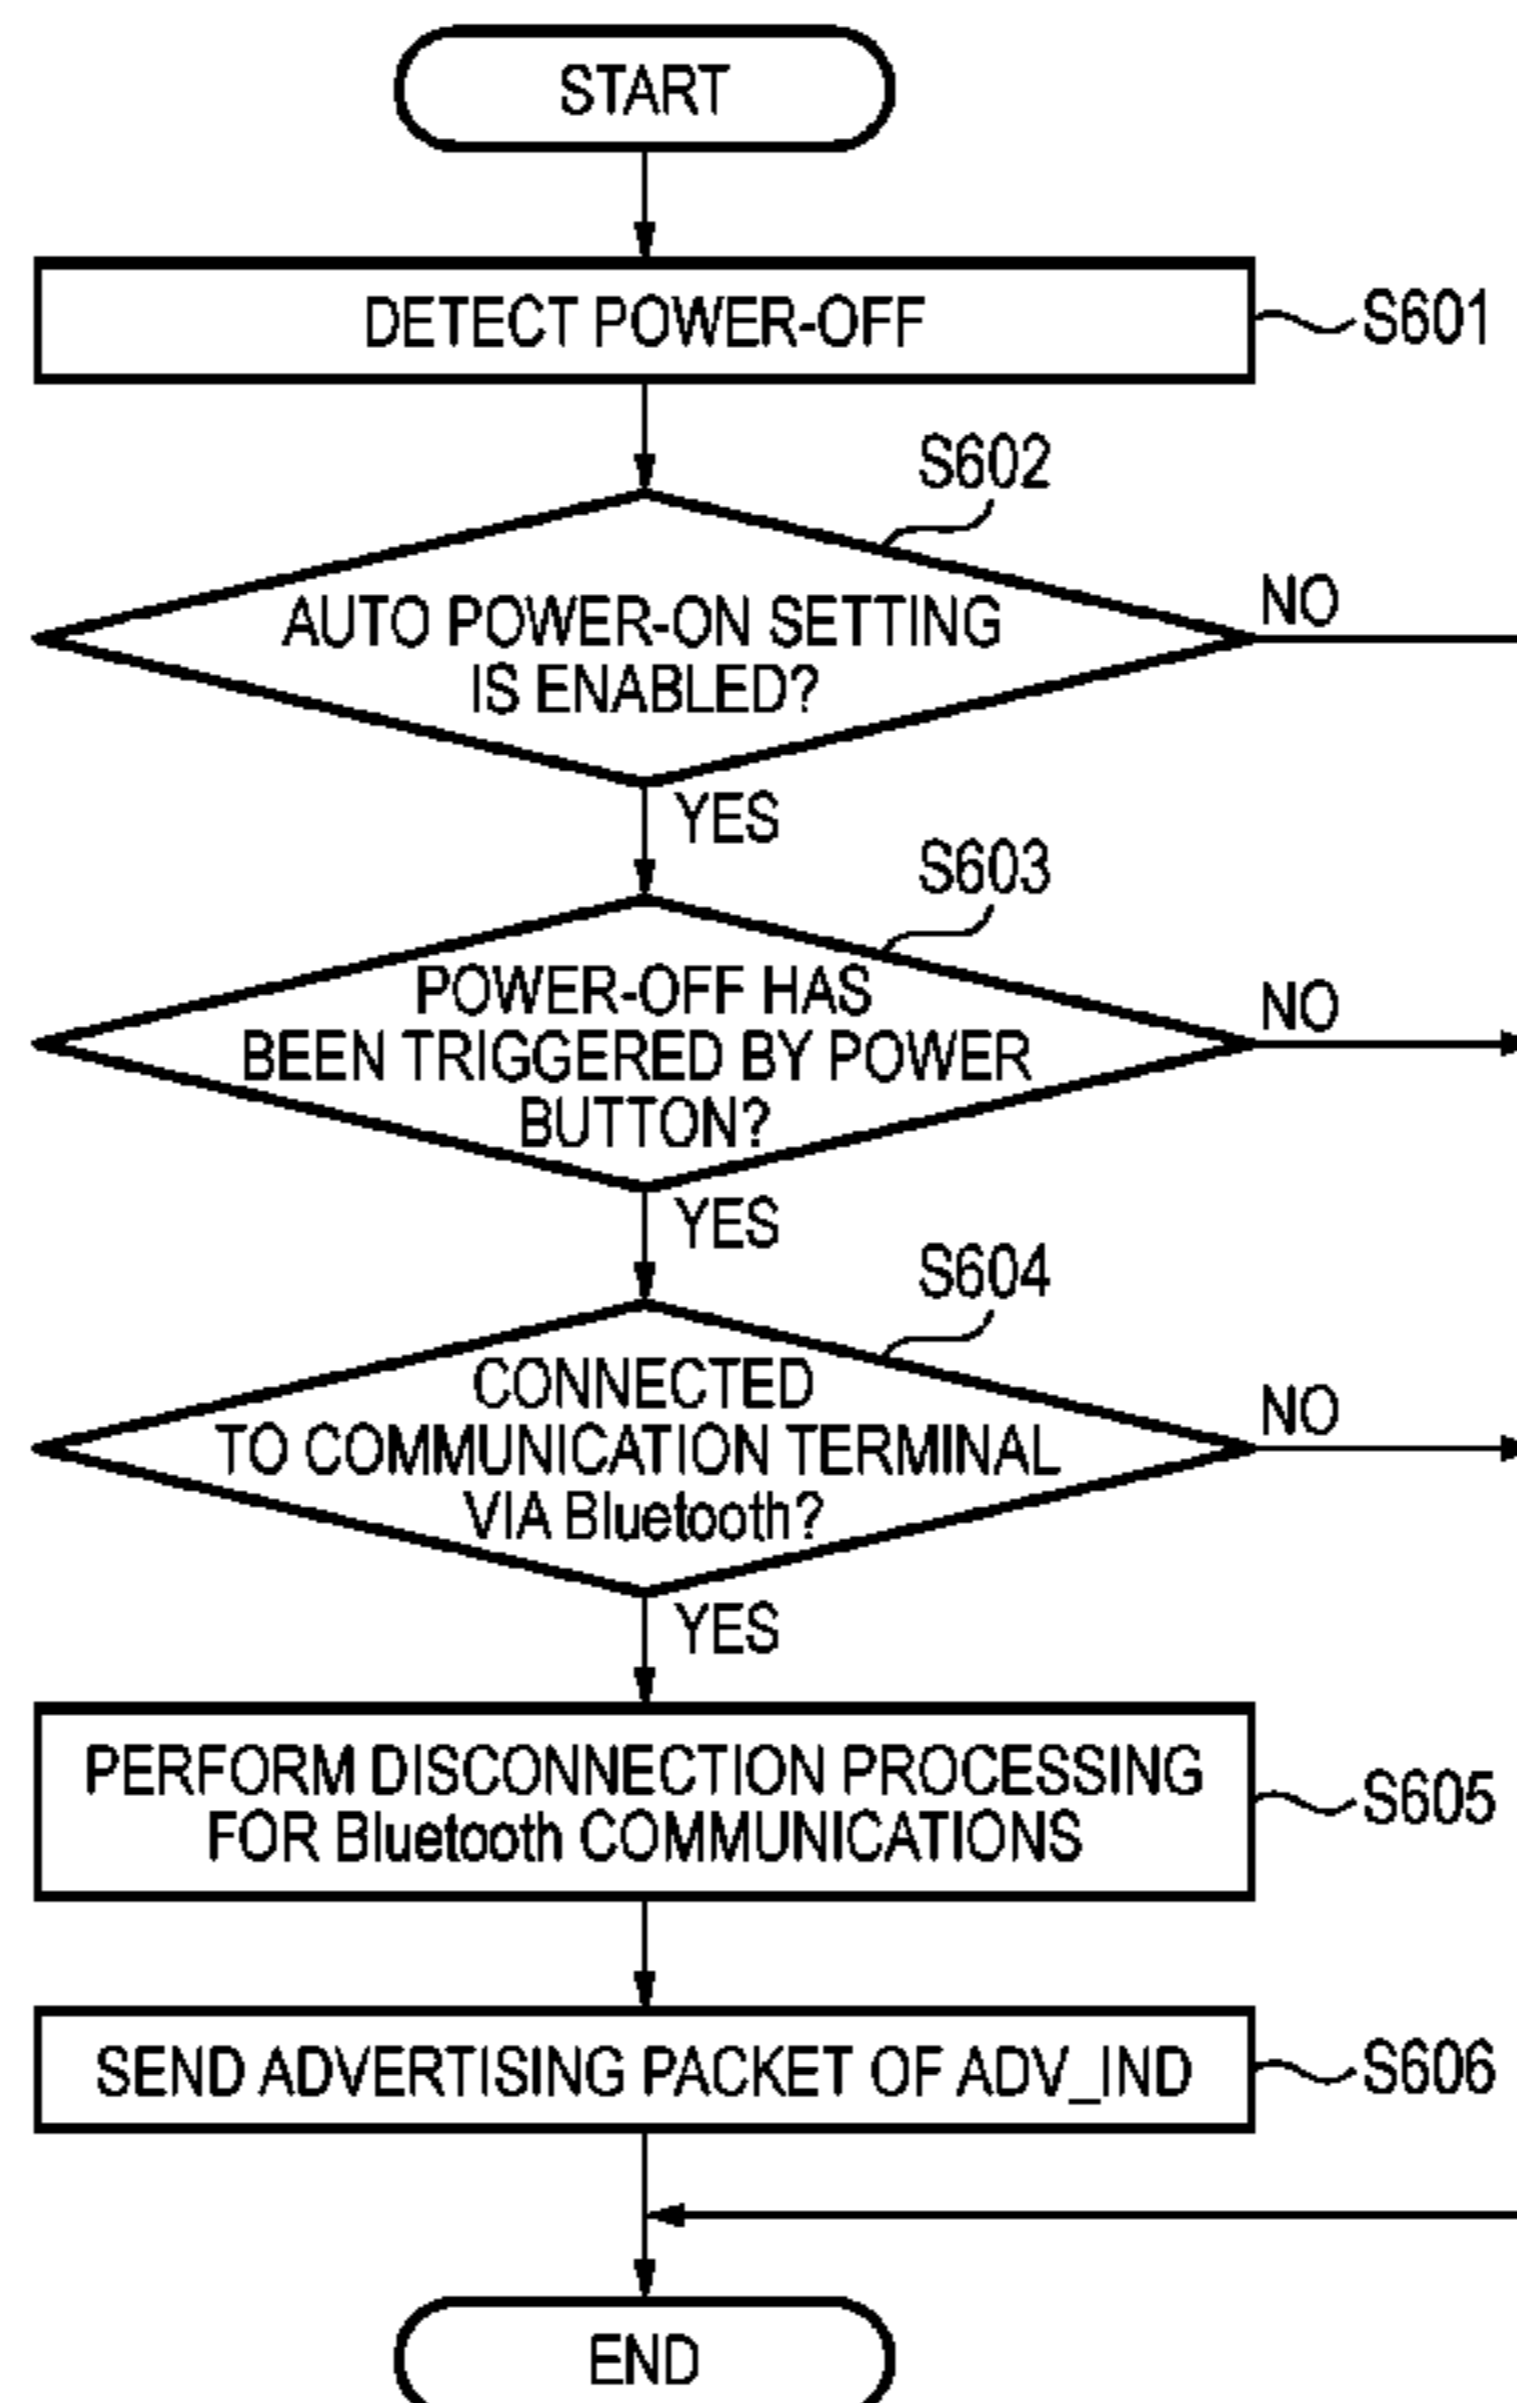 START
DETECT POWER-OFF
S601
S602
AUTO POWER-ON SETTING
IS ENABLED?
NO
YES
S603
POWER-OFF HAS
BEEN TRIGGERED BY POWER
BUTTON?
NO
YES
S604
CONNECTED
TO COMMUNICATION TERMINAL
VIA Bluetooth?
NO
YES
PERFORM DISCONNECTION PROCESSING
FOR Bluetooth COMMUNICATIONS
S605
SEND ADVERTISING PACKET OF ADV_IND
S606
END